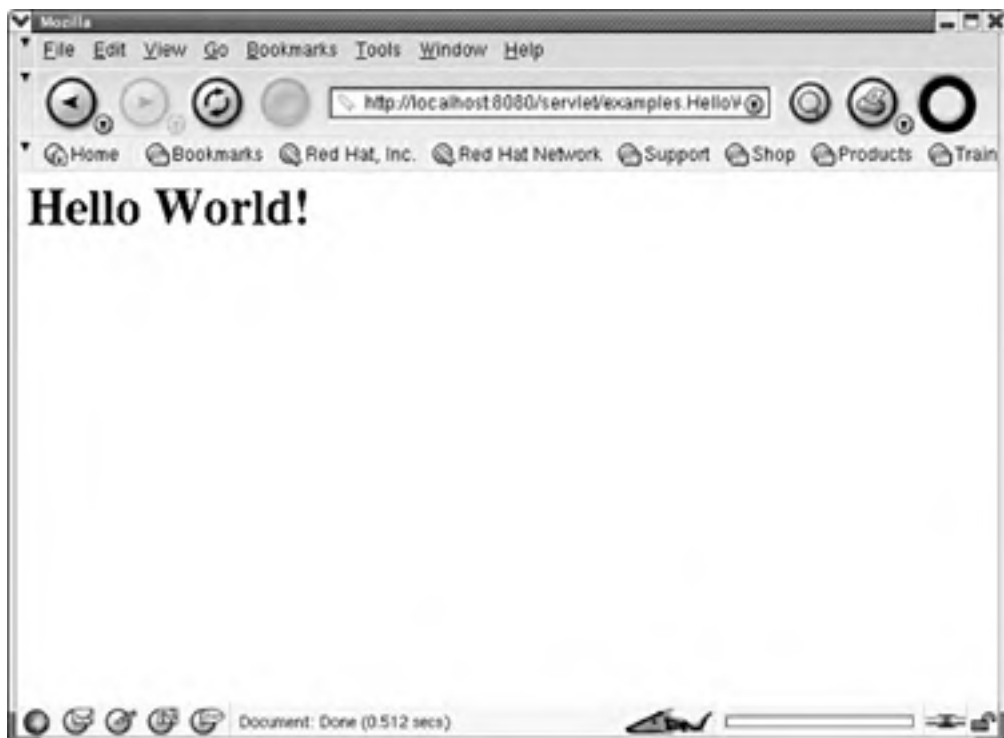 Mozilla
File Edit View Go Bookmarks Tools Window Help
http://localhost:8080/servlet/examples.HelloW
Home Bookmarks Red Hat, Inc. Red Hat Network Support Shop Products Train
Hello World!
Document: Done (0.512 secs)